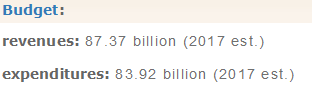 Budget:
revenues: 87.37 billion (2017 est.)
expenditures: 83.92 billion (2017 est.)